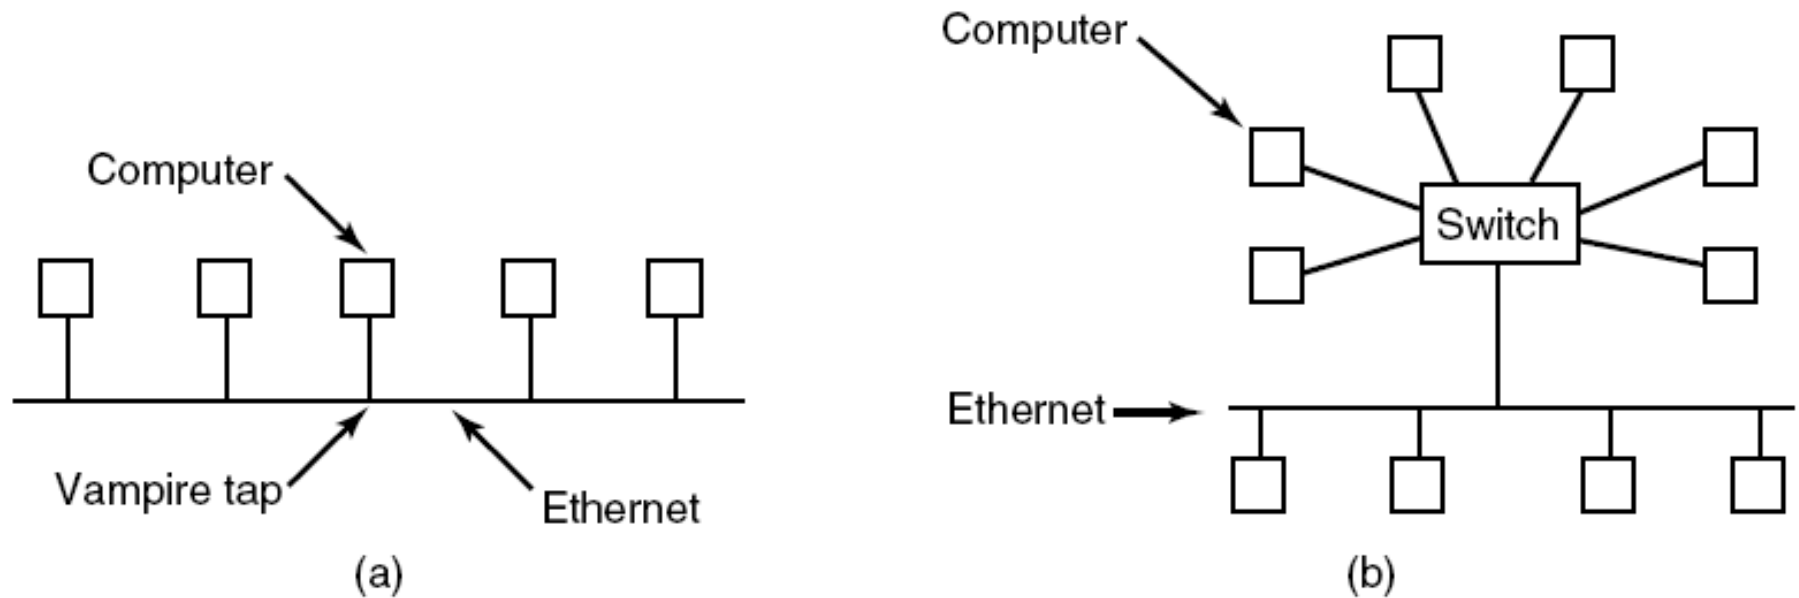 Computer
Vampire tap
Ethernet
(a)
Computer
Switch
Ethernet
(b)